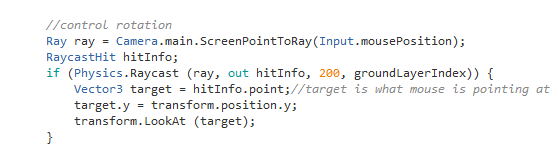 //control rotation
Ray ray = Camera.main.ScreenPointToRay(Input.mousePosition);
RaycastHit hitInfo;
if (Physics.Raycast (ray, out hitInfo, 200, groundLayerIndex)) {
Vector3 target = hitInfo.point;//target is what mouse is pointing at
target.y = transform.position.y;
transform.LookAt (target);
}